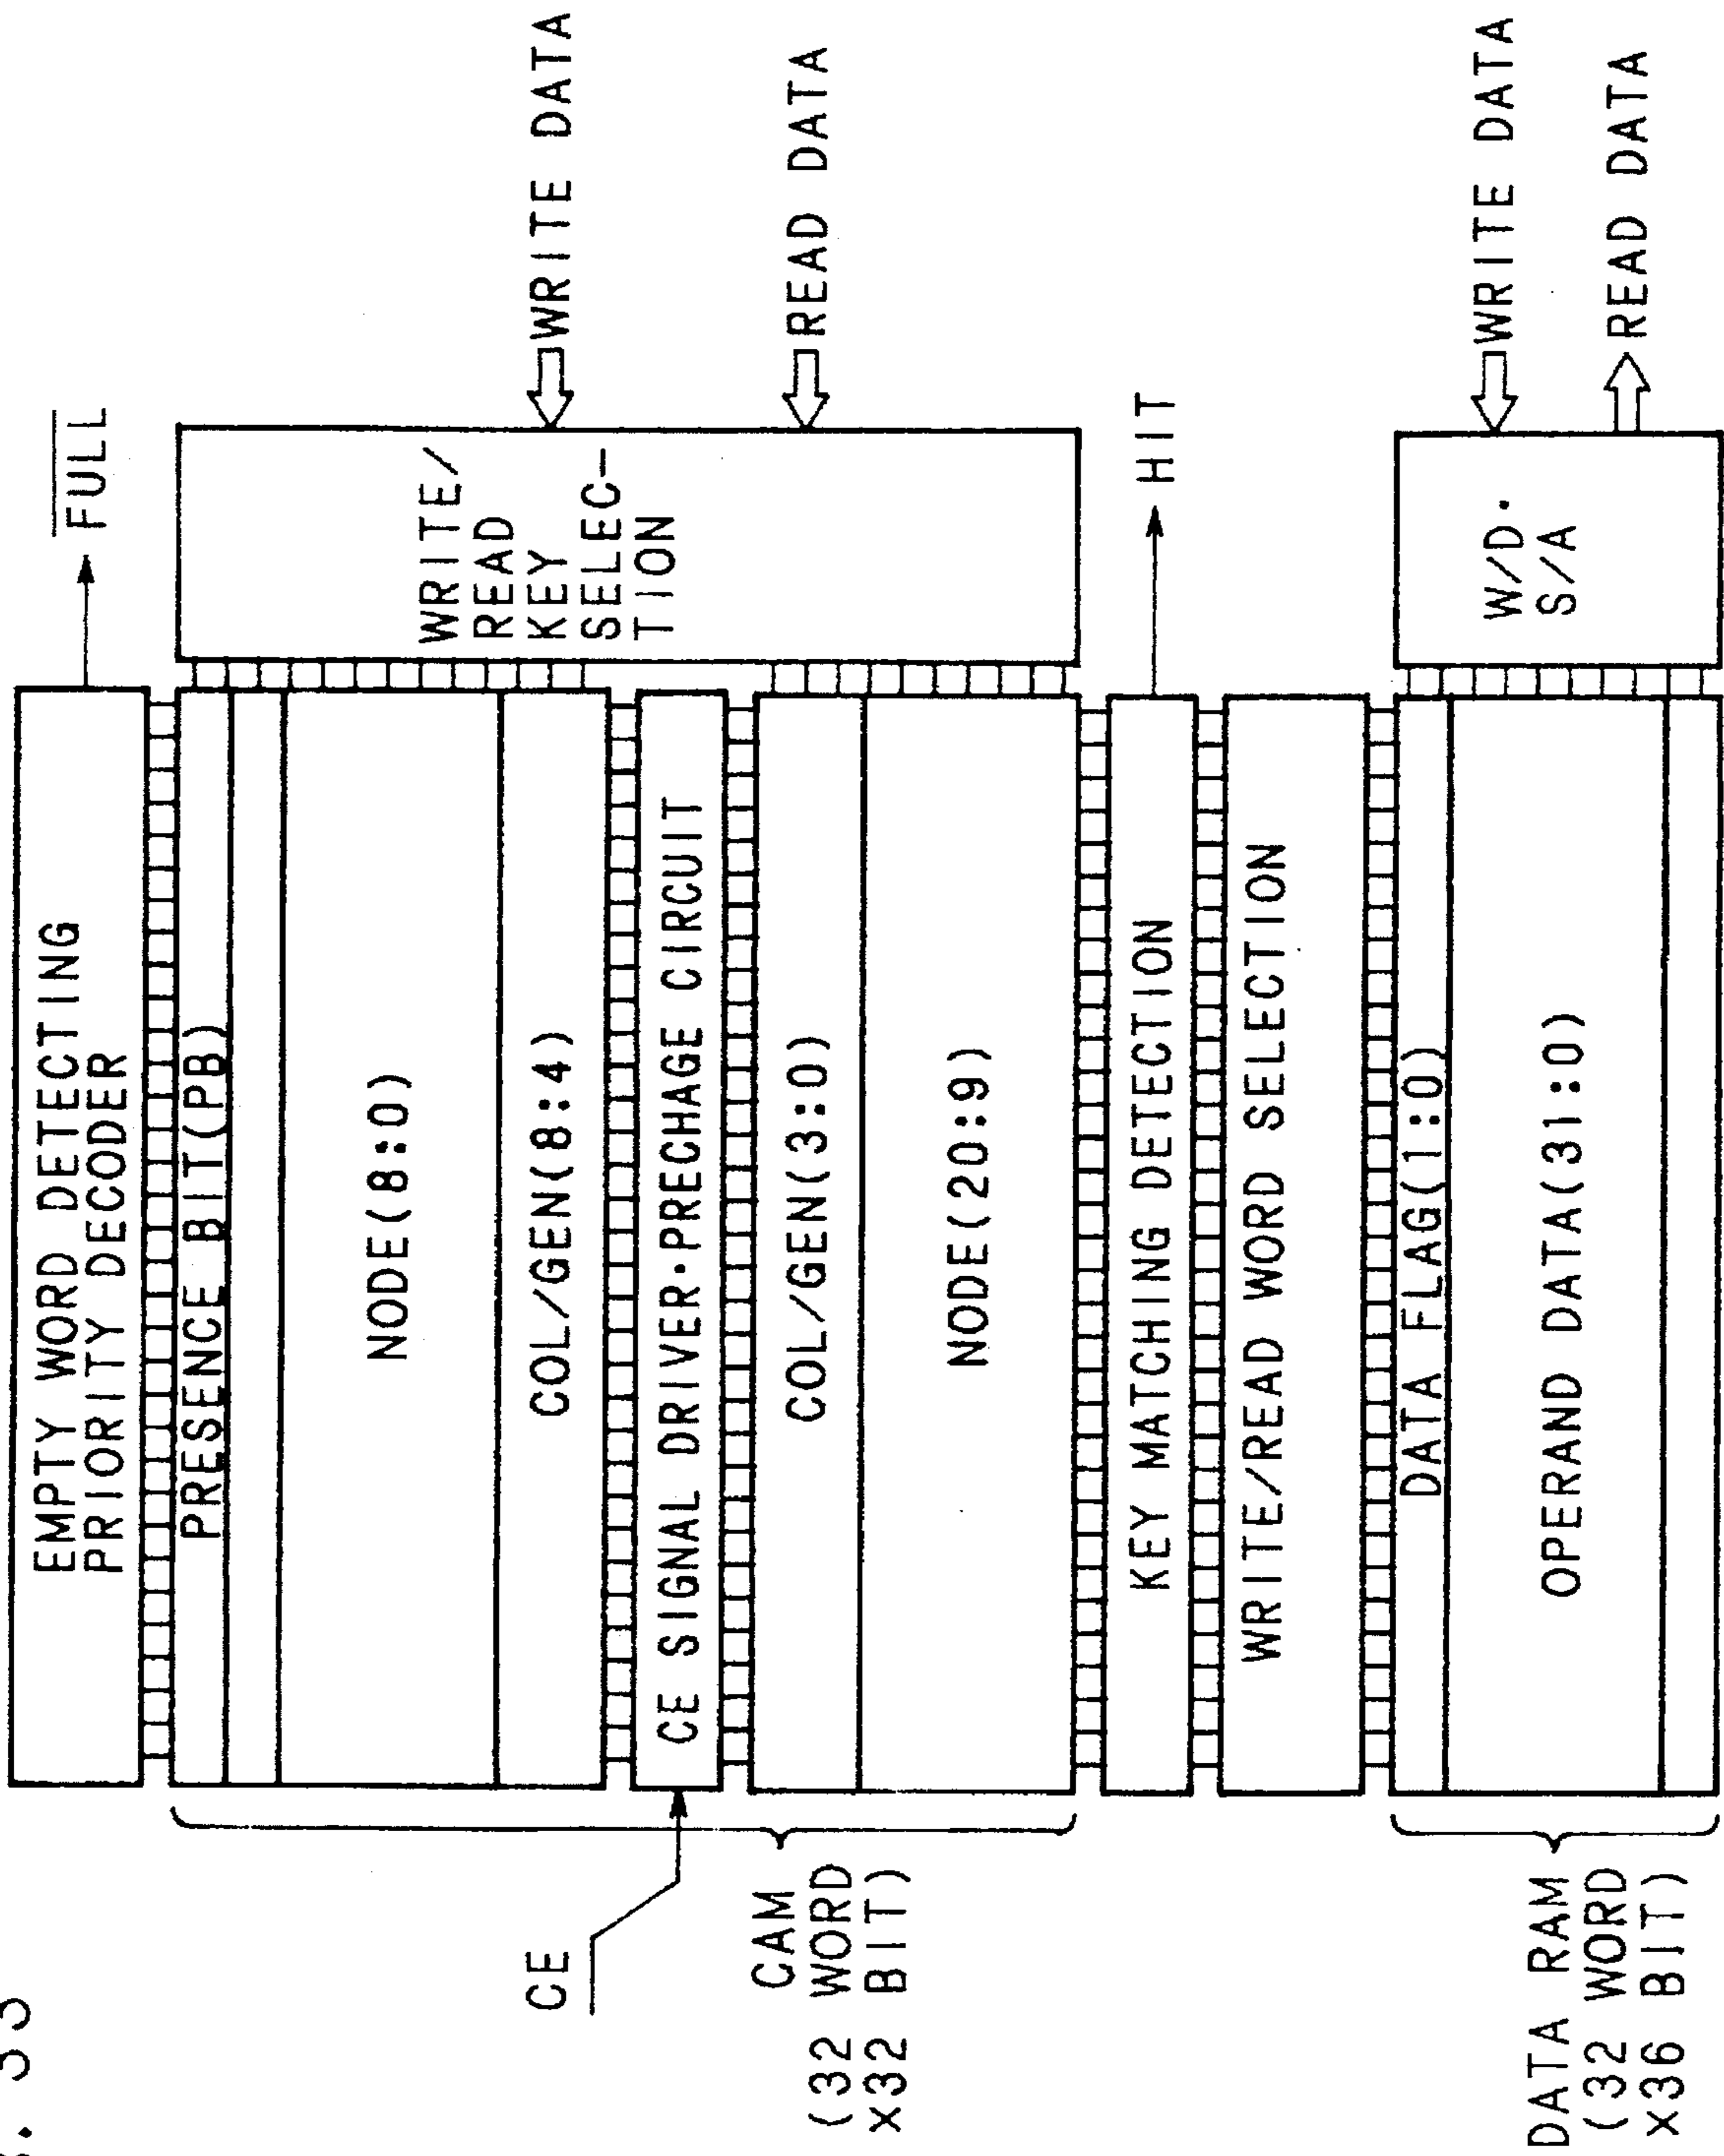 . 33
EMPTY WORD DETECTING
PRIORITY DECODER
FULL
PRESENCE BIT(PB)
NODE(8:0)
COL/GEN(8:4)
WRITE/
READ
KEY
SELEC-
TION
WRITE DATA
READ DATA
CE
CE SIGNAL DRIVER·PRECHAGE CIRCUIT
COL/GEN(3:0)
NODE(20:9)
CAM
(32 WORD
x32 BIT)
KEY MATCHING DETECTION
HIT
WRITE/READ WORD SELECTION
DATA FLAG(1:0)
OPERAND DATA(31:0)
DATA RAM
(32 WORD
x36 BIT)
W/D·
S/A
WRITE DATA
READ DATA